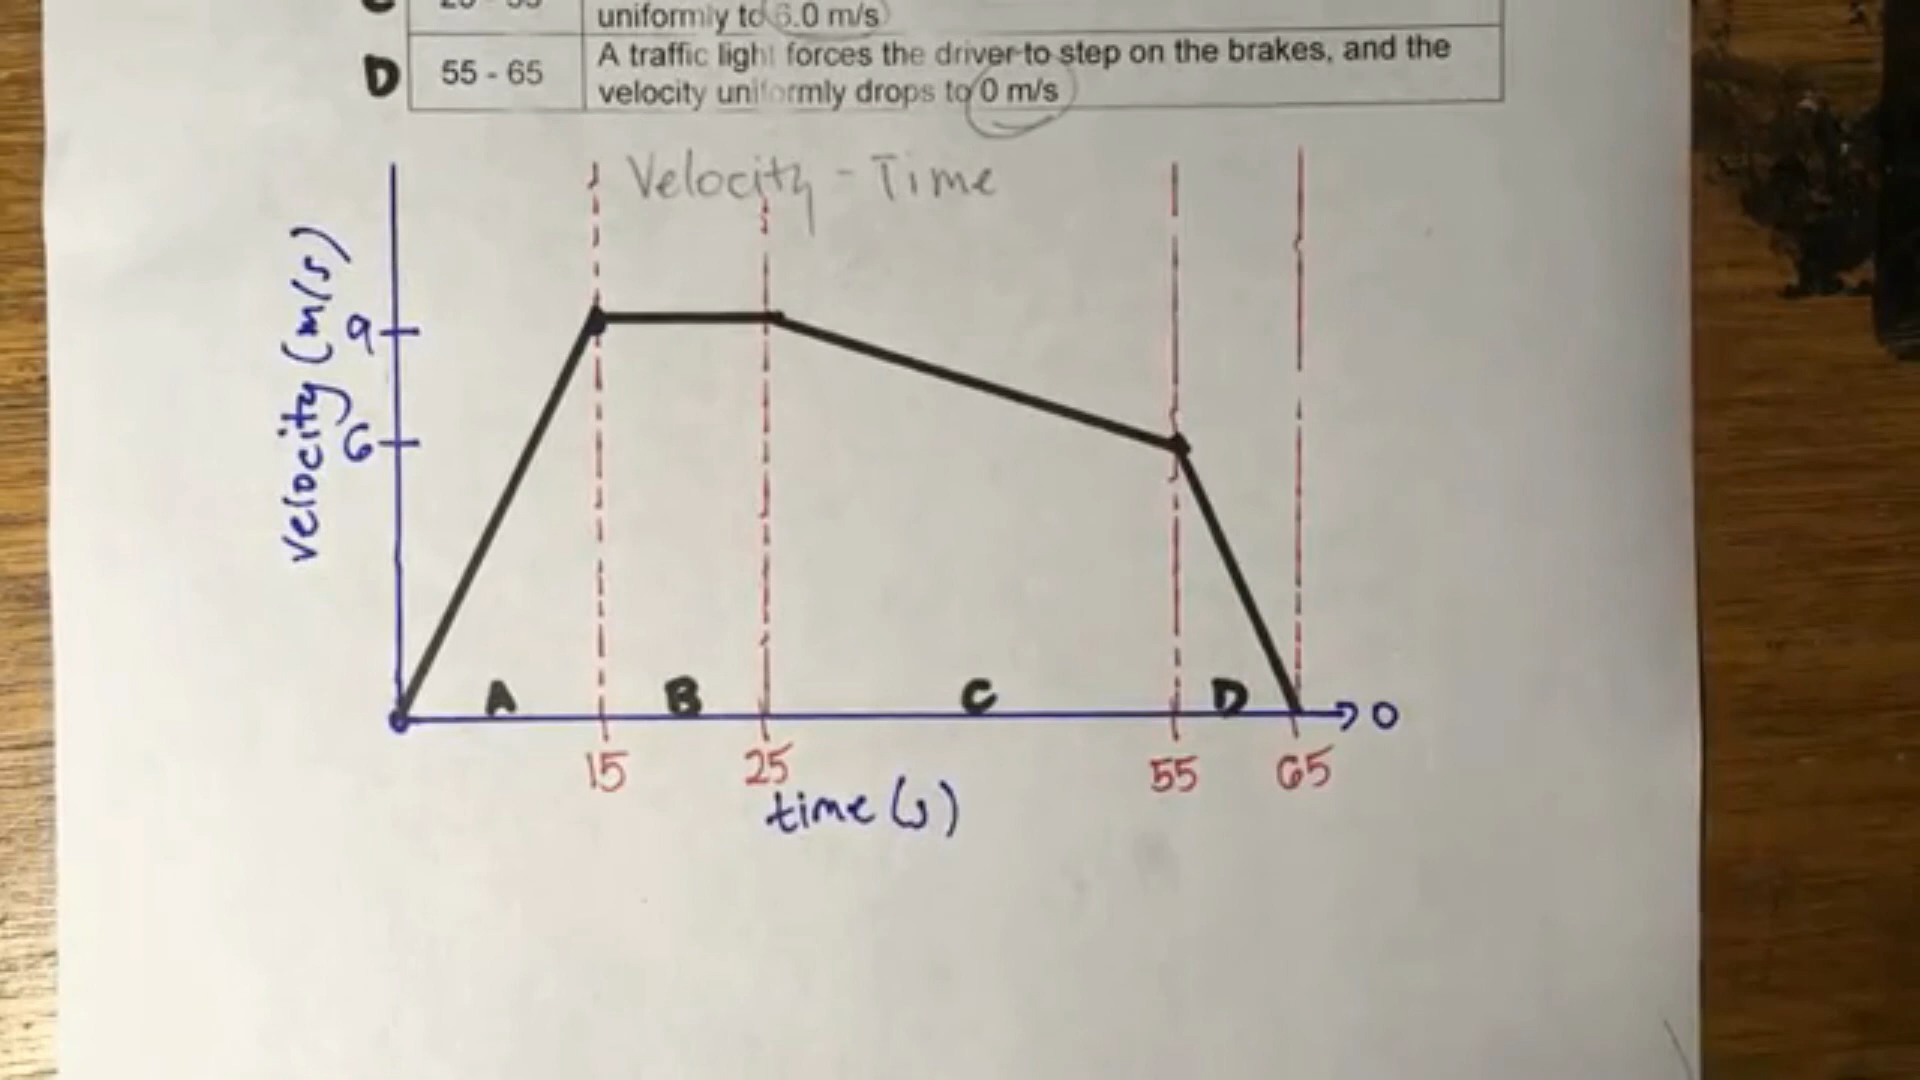 uniformly to 6.0 m/s
D 55 - 65 A traffic light forces the driver to step on the brakes, and the
velocity uniformly drops to 0 m/s
Velocity - Time
velocity (m/s)
9
6
A B C D
0
15 25 55 65
time (s)